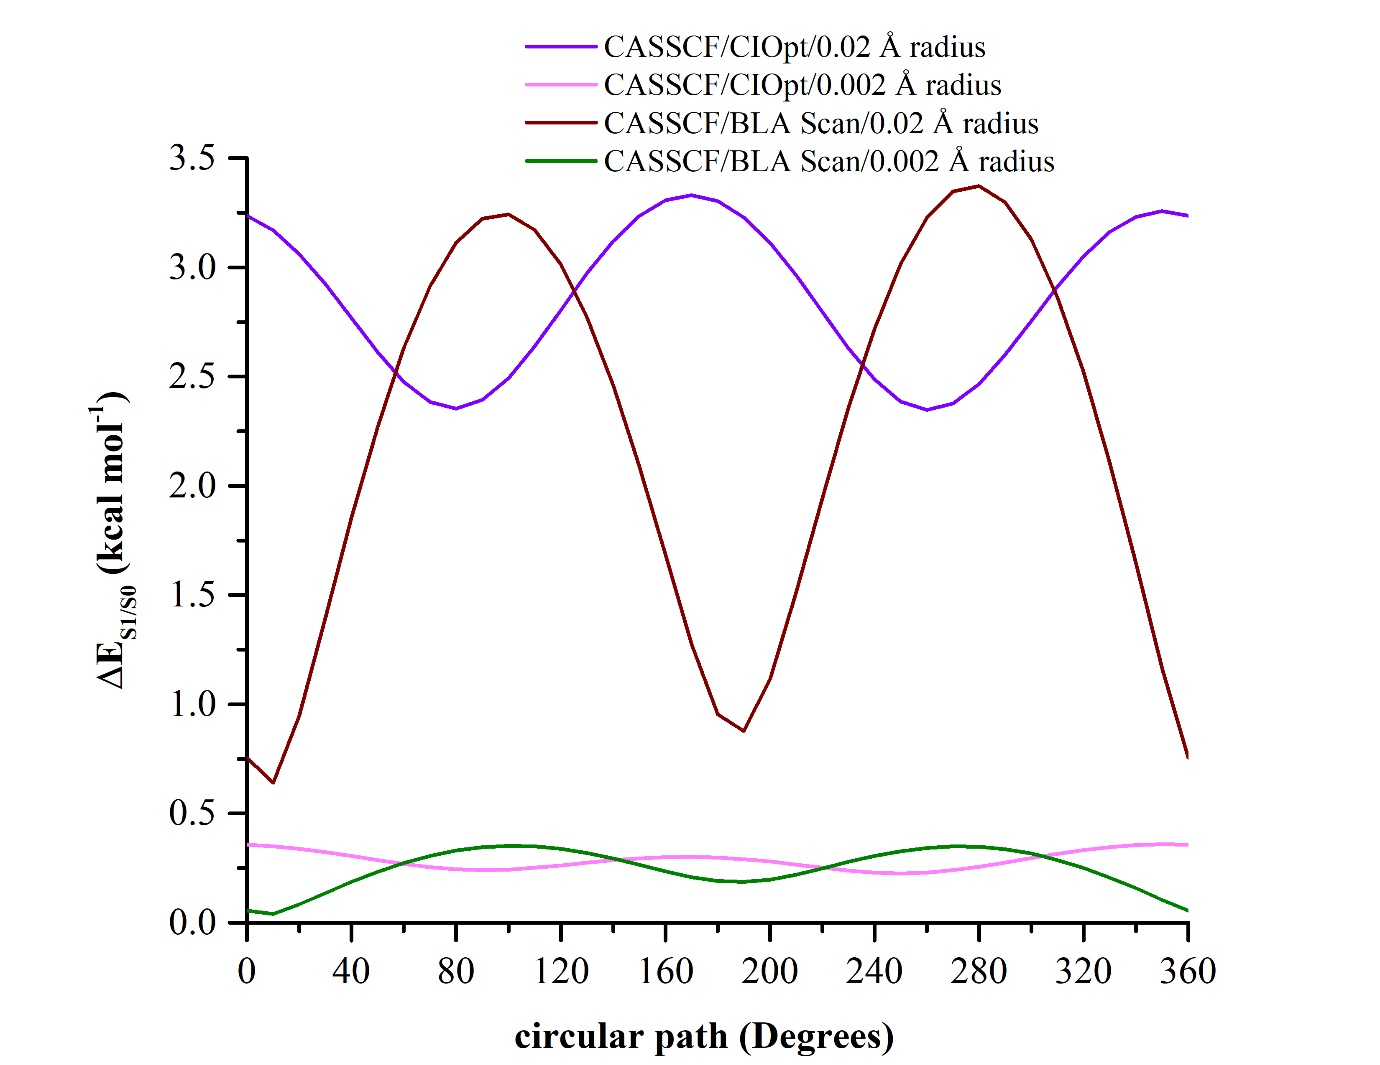 CASSCF/CIOpt/0.02 Å radius
CASSCF/CIOpt/0.002 Å radius
CASSCF/BLA Scan/0.02 Å radius
CASSCF/BLA Scan/0.002 Å radius
3.5
3.0
2.5
2.0
1.5
1.0
0.5
0.0
ΔE_S1/S0 (kcal mol⁻¹)
0 40 80 120 160 200 240 280 320 360
circular path (Degrees)